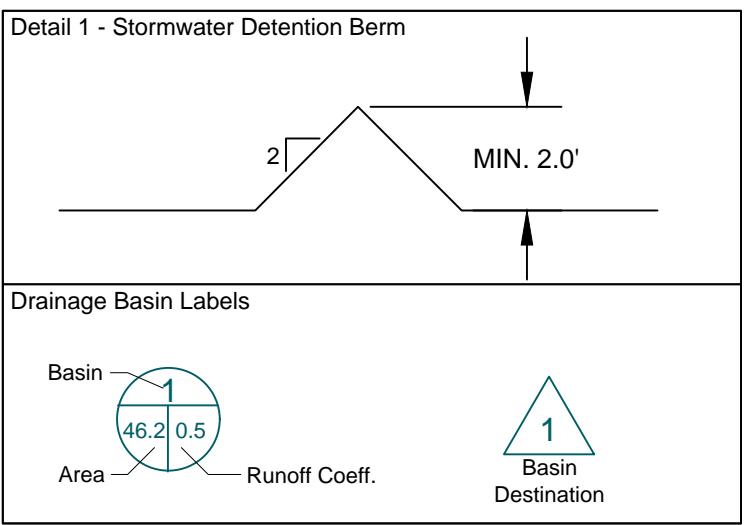 Detail 1 - Stormwater Detention Berm
2
MIN. 2.0'
Drainage Basin Labels
Basin
1
46.2 0.5
Area
Runoff Coeff.
1
Basin
Destination